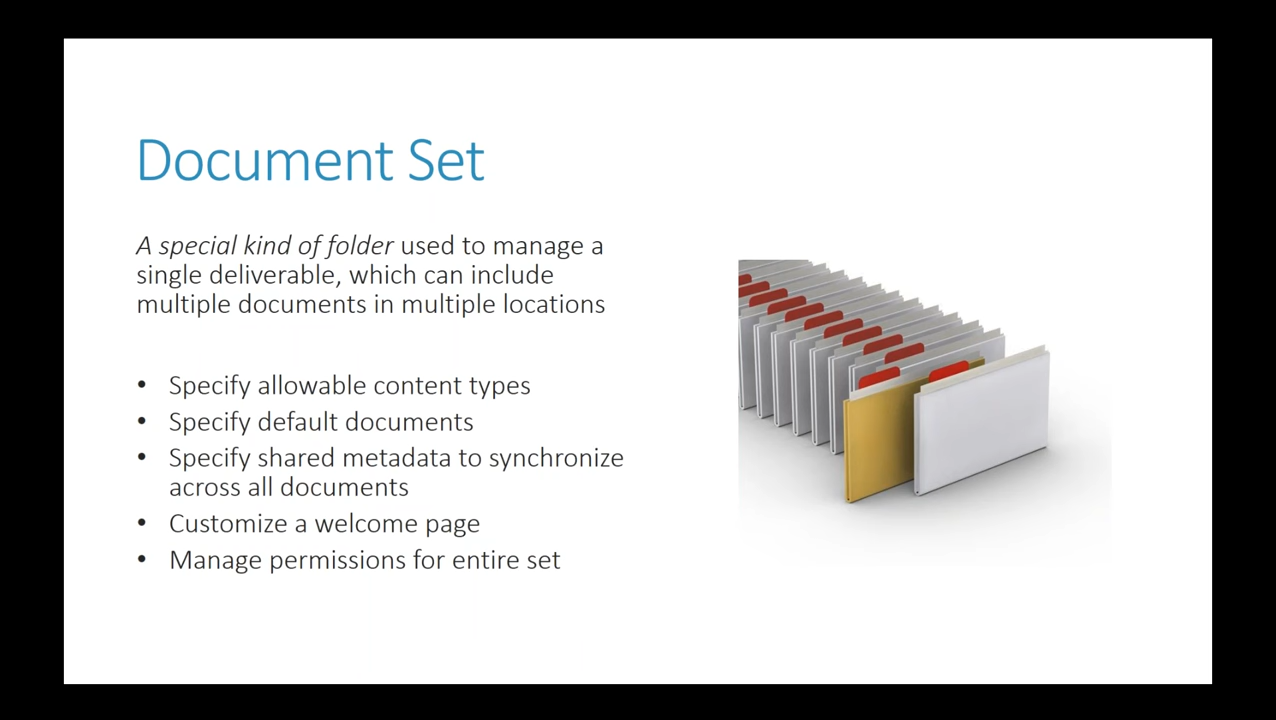 Document Set
A special kind of folder used to manage a
single deliverable, which can include
multiple documents in multiple locations
• Specify allowable content types
• Specify default documents
• Specify shared metadata to synchronize
across all documents
• Customize a welcome page
• Manage permissions for entire set